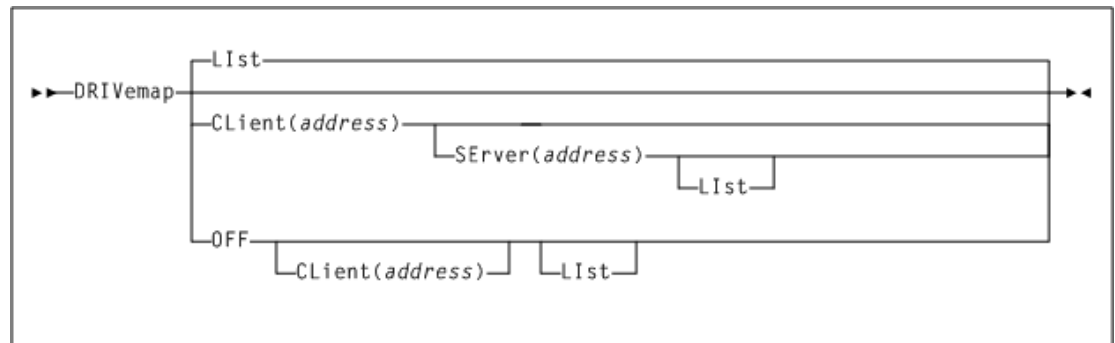 LIst
DRIVemap
CLient(address)
SErver(address)
LIst
OFF
CLient(address)
LIst